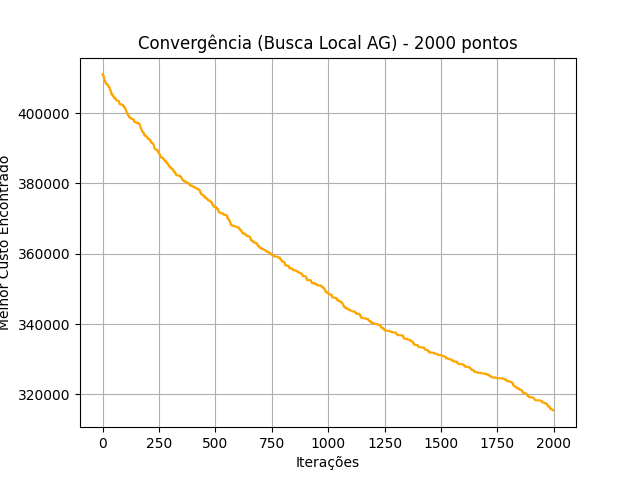 Convergência (Busca Local AG) - 2000 pontos
Melhor Custo Encontrado
400000
380000
360000
340000
320000
0 250 500 750 1000 1250 1500 1750 2000
Iterações